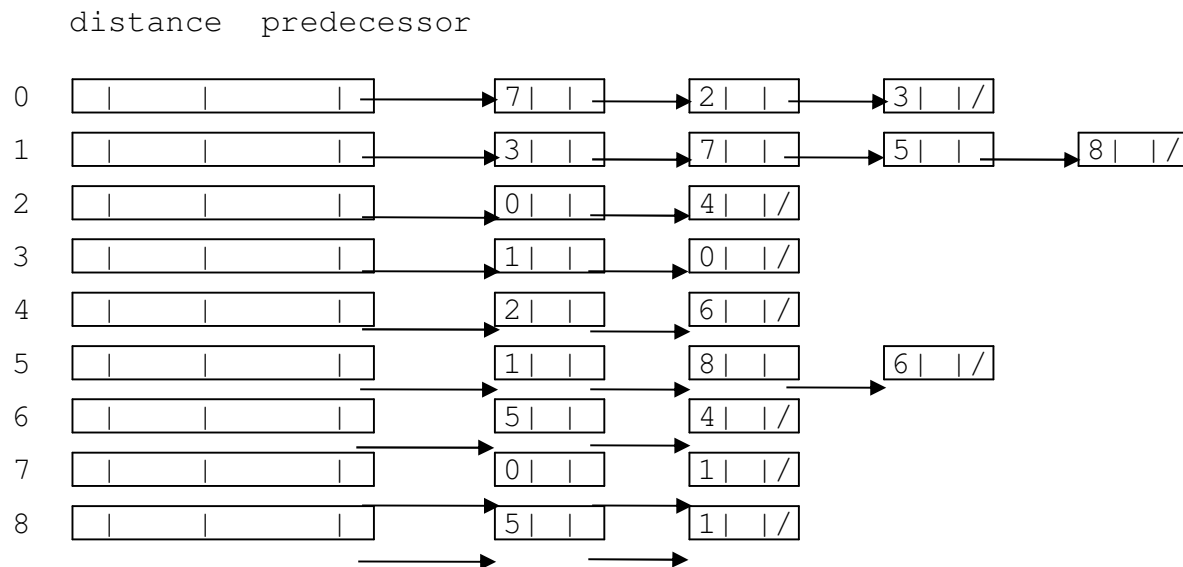 distance predecessor
0 | | | 7| | 2| | 3| |/
1 | | | 3| | 7| | 5| | 8| |/
2 | | | 0| | 4| |/
3 | | | 1| | 0| |/
4 | | | 2| | 6| |/
5 | | | 1| | 8| | 6| |/
6 | | | 5| | 4| |/
7 | | | 0| | 1| |/
8 | | | 5| | 1| |/